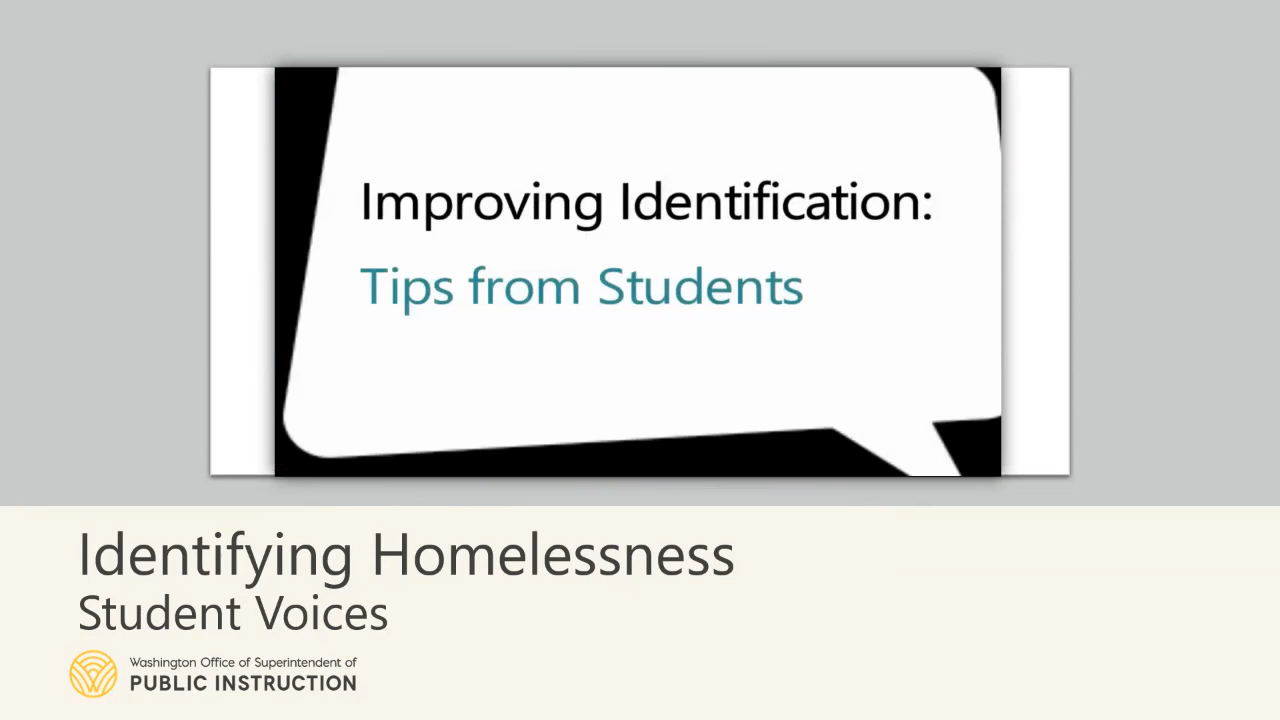 Improving Identification:
Tips from Students
Identifying Homelessness
Student Voices
Washington Office of Superintendent of
PUBLIC INSTRUCTION